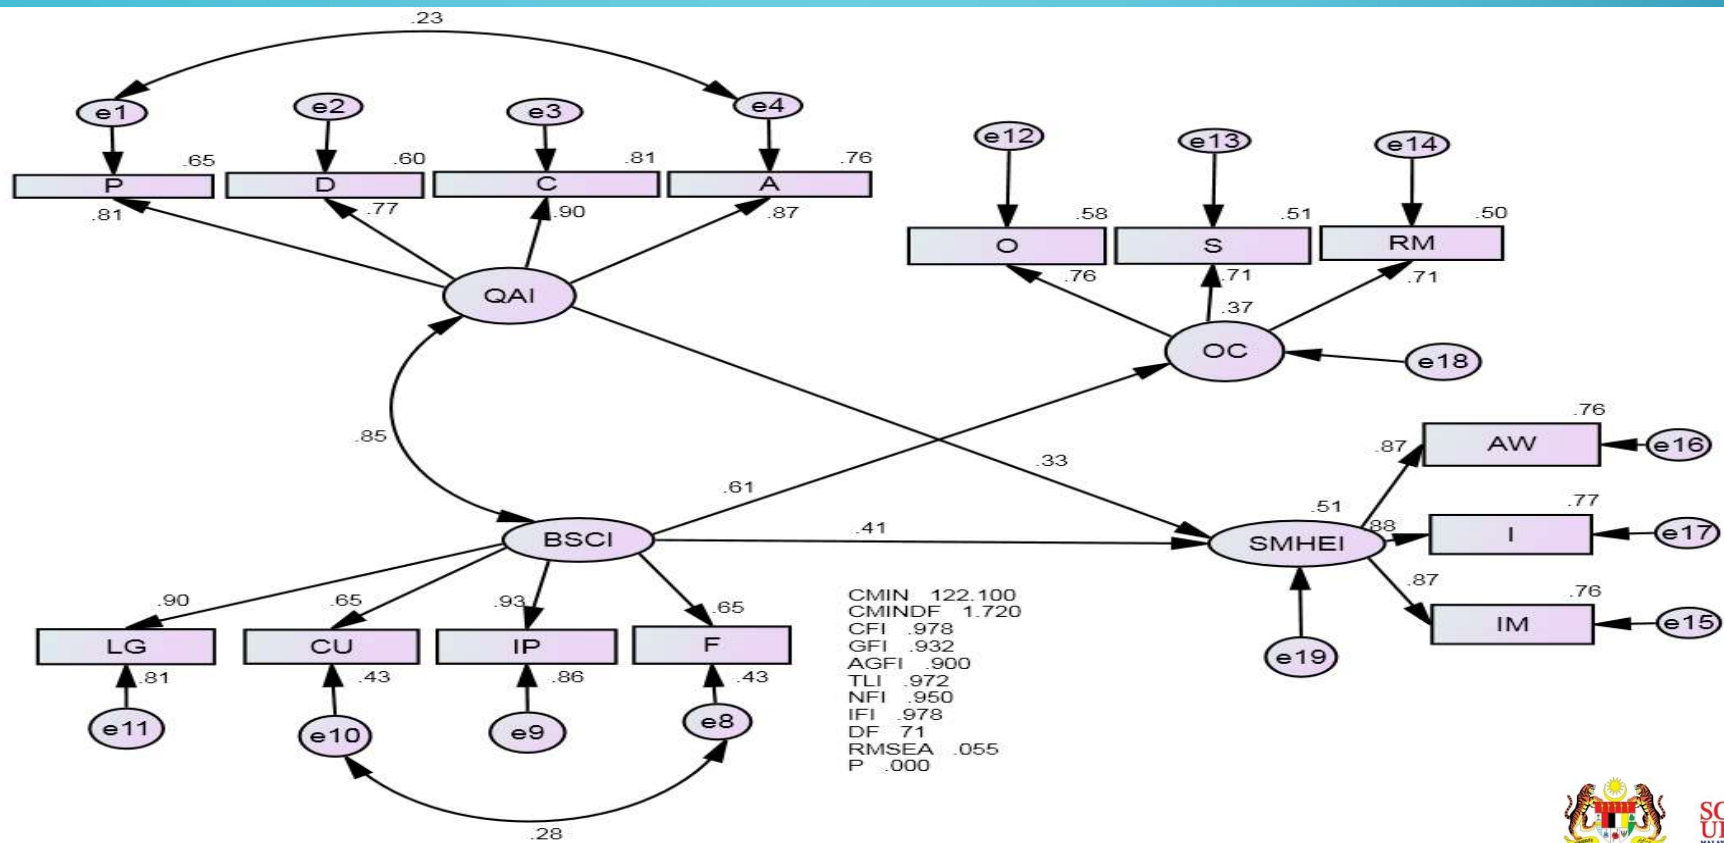 .23
e1
e2
e3
e4
.65
.60
.81
.76
P
D
C
A
.81
.77
.90
.87
QAI
e12
e13
e14
.58
.51
.50
O
S
RM
.76
.71
.71
.37
OC
e18
.85
.61
.33
.41
BSCI
.76
.87
AW
e16
.51
.77
.88
SMHEI
I
e17
.87
.76
IM
e15
e19
.90
.65
.93
.65
LG
CU
IP
F
.81
.43
.86
.43
e11
e10
e9
e8
.28
CMIN 122.100
CMINDF 1.720
CFI .978
GFI .932
AGFI .900
TLI .972
NFI .950
IFI .978
DF 71
RMSEA .055
P .000